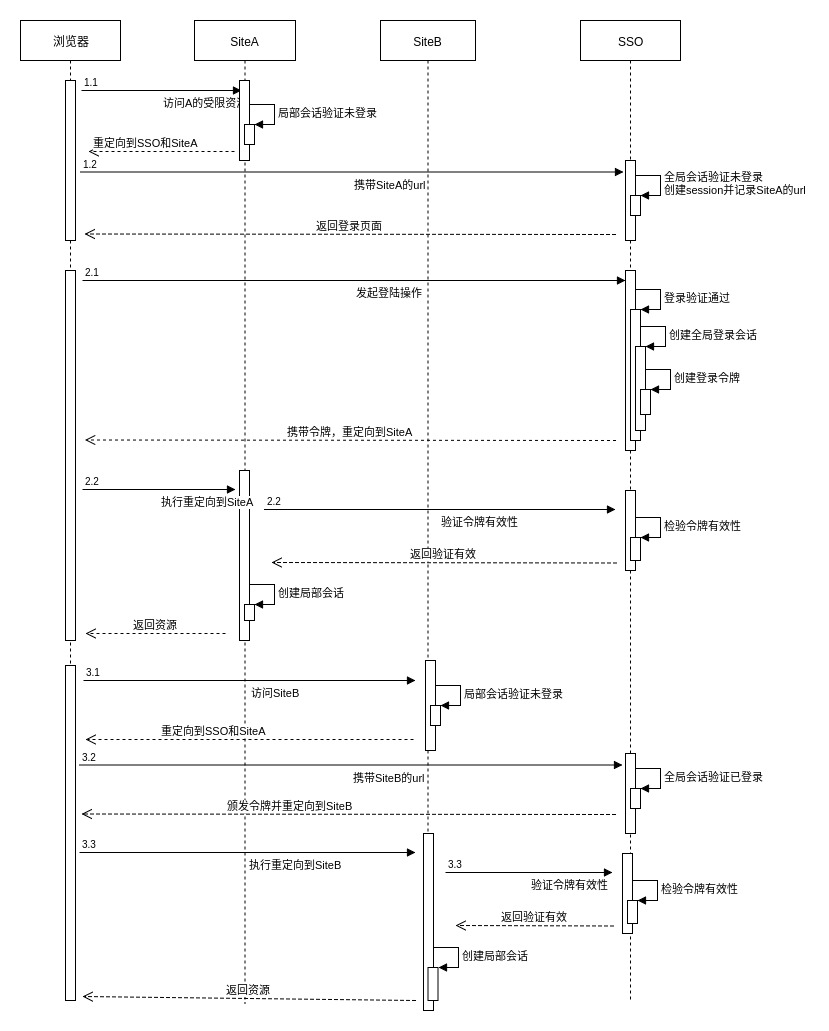 浏览器
SiteA
SiteB
SSO
1.1
访问A的受限资
局部会话验证未登录
重定向到SSO和SiteA
1.2
携带SiteA的url
全局会话验证未登录
创建session并记录SiteA的url
返回登录页面
2.1
发起登陆操作
登录验证通过
创建全局登录会话
创建登录令牌
携带令牌，重定向到SiteA
2.2
执行重定向到SiteA
2.2
验证令牌有效性
检验令牌有效性
返回验证有效
创建局部会话
返回资源
3.1
访问SiteB
局部会话验证未登录
重定向到SSO和SiteA
3.2
携带SiteB的url
全局会话验证已登录
颁发令牌并重定向到SiteB
3.3
执行重定向到SiteB
3.3
验证令牌有效性
检验令牌有效性
返回验证有效
创建局部会话
返回资源